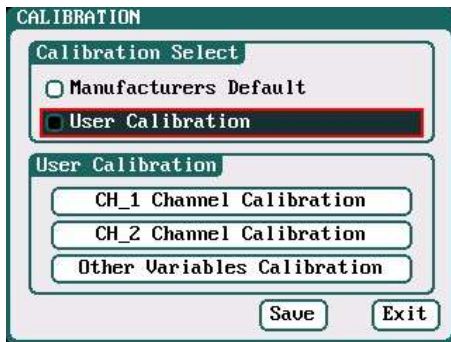 CALIBRATION
Calibration Select
Manufacturers Default
User Calibration
User Calibration
CH_1 Channel Calibration
CH_2 Channel Calibration
Other Variables Calibration
Save
Exit